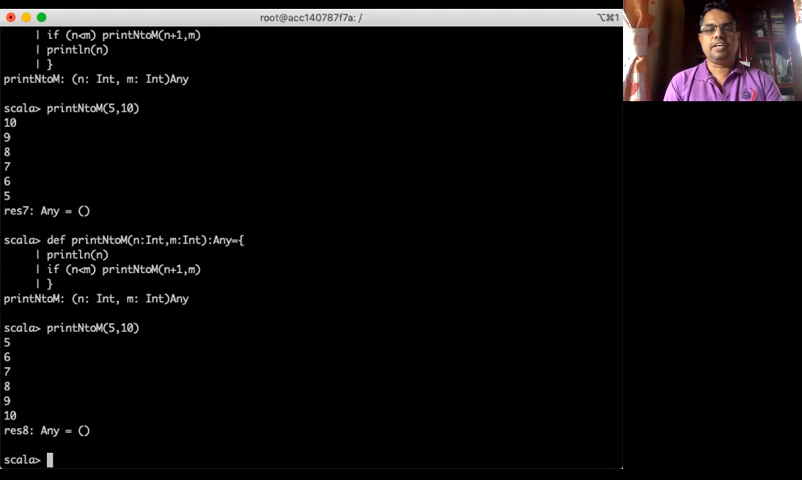 root@acc140787f7a: /
⌥⌘1
| if (n<m) printNtoM(n+1,m)
| println(n)
| }
printNtoM: (n: Int, m: Int)Any
scala> printNtoM(5,10)
10
9
8
7
6
5
res7: Any = ()
scala> def printNtoM(n:Int,m:Int):Any={
| println(n)
| if (n<m) printNtoM(n+1,m)
| }
printNtoM: (n: Int, m: Int)Any
scala> printNtoM(5,10)
5
6
7
8
9
10
res8: Any = ()
scala>